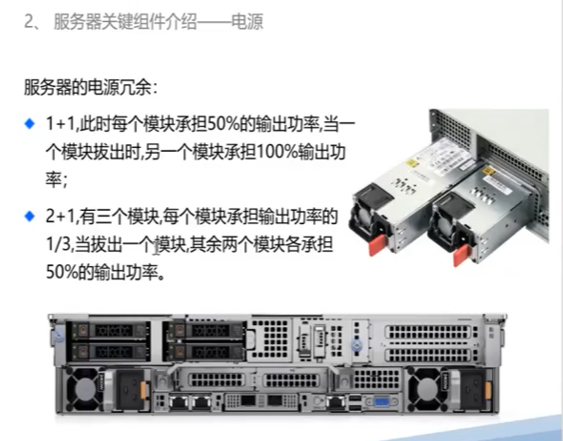 2、 服务器关键组件介绍——电源
服务器的电源冗余：
1+1,此时每个模块承担50%的输出功率,当一
个模块拔出时,另一个模块承担100%输出功
率；
2+1,有三个模块,每个模块承担输出功率的
1/3,当拔出一个模块,其余两个模块各承担
50%的输出功率。